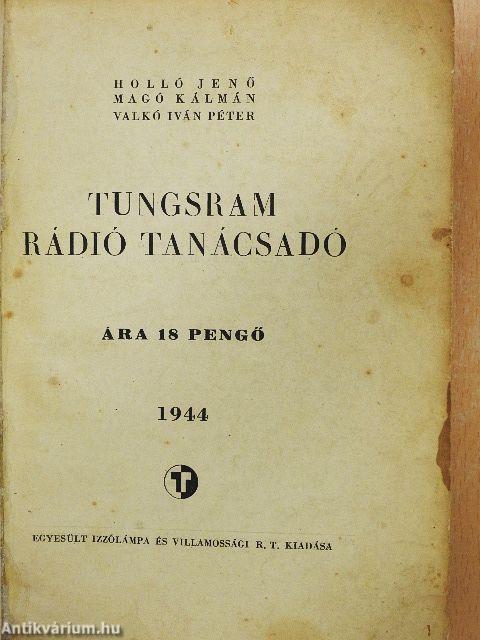 HOLLÓ JENŐ
MAGÓ KÁLMÁN
VALKÓ IVÁN PÉTER
TUNGSRAM
RÁDIÓ TANÁCSADÓ
ÁRA 18 PENGŐ
1944
T
EGYESÜLT IZZÓLÁMPA ÉS VILLAMOSSÁGI R. T. KIADÁSA
Antikvárium.hu